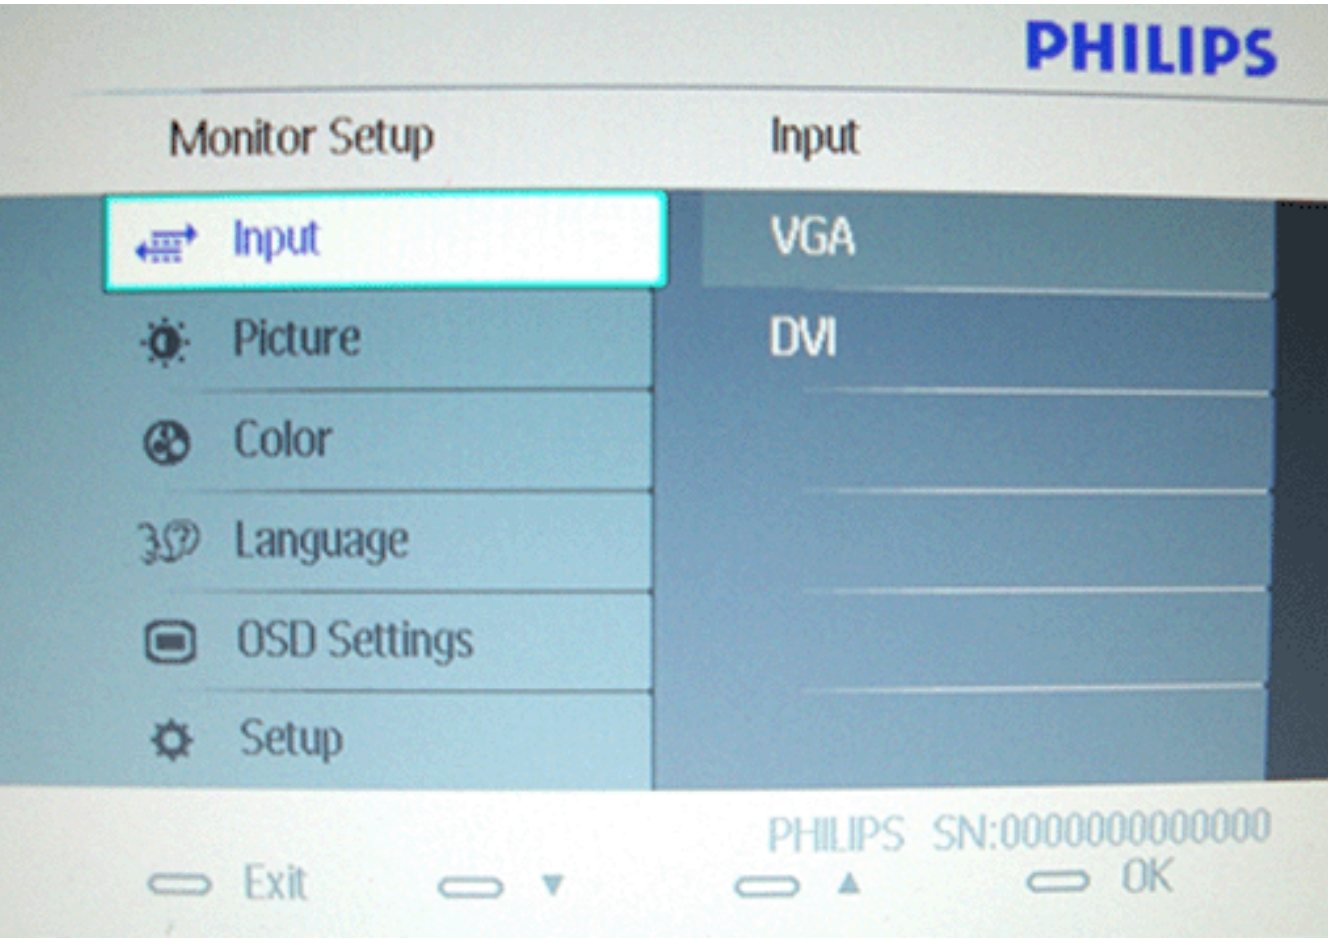 PHILIPS
Monitor Setup
Input
Input
VGA
Picture
DVI
Color
Language
OSD Settings
Setup
PHILIPS SN:0000000000000
Exit ▼ ▲ OK